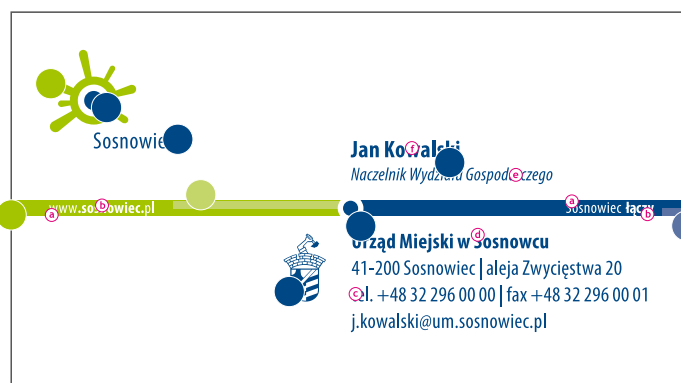 Sosnowiec
Jan Kowalski
Naczelnik Wydziału Gospodarczego
www.sosnowiec.pl
Sosnowiec łączy
Urząd Miejski w Sosnowcu
41-200 Sosnowiec | aleja Zwycięstwa 20
tel. +48 32 296 00 00 | fax +48 32 296 00 01
j.kowalski@um.sosnowiec.pl
f
e
a
b
a
b
d
c